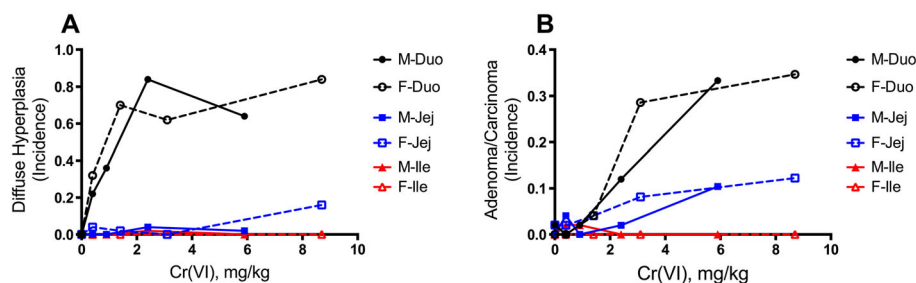 A
Diffuse Hyperplasia
(Incidence)
1.0
0.8
0.6
0.4
0.2
0.0
0 2 4 6 8 10
Cr(VI), mg/kg
M-Duo
F-Duo
M-Jej
F-Jej
M-Ile
F-Ile
B
Adenoma/Carcinoma
(Incidence)
0.4
0.3
0.2
0.1
0.0
0 2 4 6 8 10
Cr(VI), mg/kg
M-Duo
F-Duo
M-Jej
F-Jej
M-Ile
F-Ile